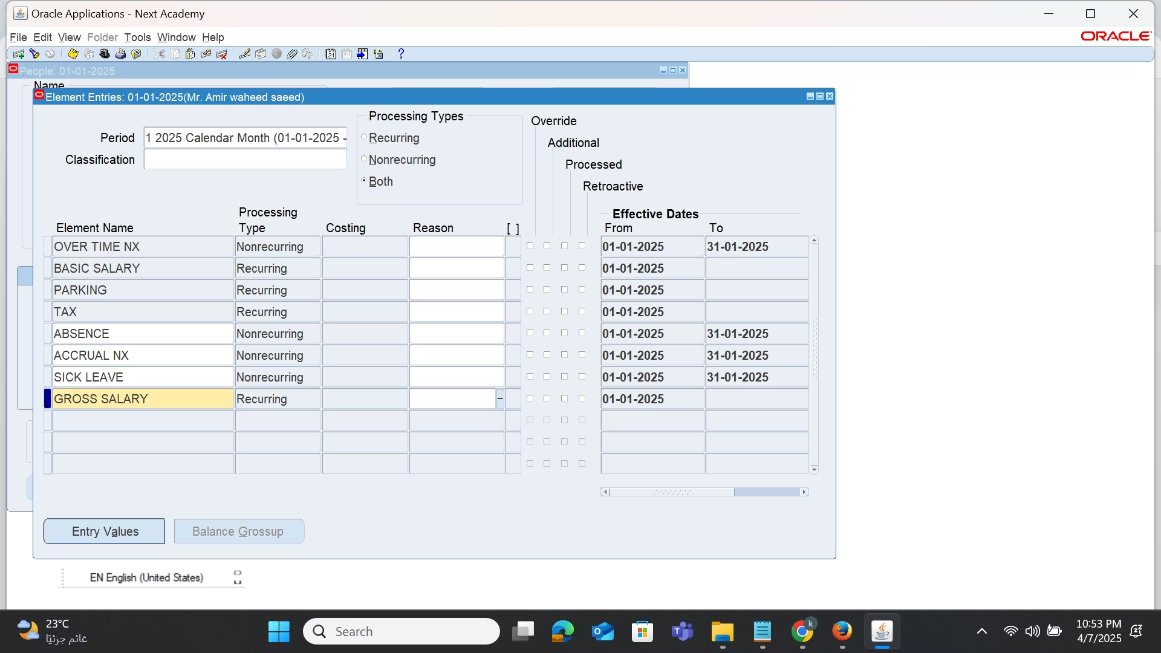 Oracle Applications - Next Academy
File Edit View Folder Tools Window Help
ORACLE
People: 01-01-2025
Name
Element Entries: 01-01-2025(Mr. Amir waheed saeed)
Period 1 2025 Calendar Month (01-01-2025 -
Classification
Processing Types
Recurring
Nonrecurring
Both
Override
Additional
Processed
Retroactive
Effective Dates
Element Name Processing Type Costing Reason [ ] From To
OVER TIME NX Nonrecurring 01-01-2025 31-01-2025
BASIC SALARY Recurring 01-01-2025
PARKING Recurring 01-01-2025
TAX Recurring 01-01-2025
ABSENCE Nonrecurring 01-01-2025 31-01-2025
ACCRUAL NX Nonrecurring 01-01-2025 31-01-2025
SICK LEAVE Nonrecurring 01-01-2025 31-01-2025
GROSS SALARY Recurring 01-01-2025
Entry Values Balance Grossup
EN English (United States)
23°C
غائم جزئيًا
Search
10:53 PM
4/7/2025